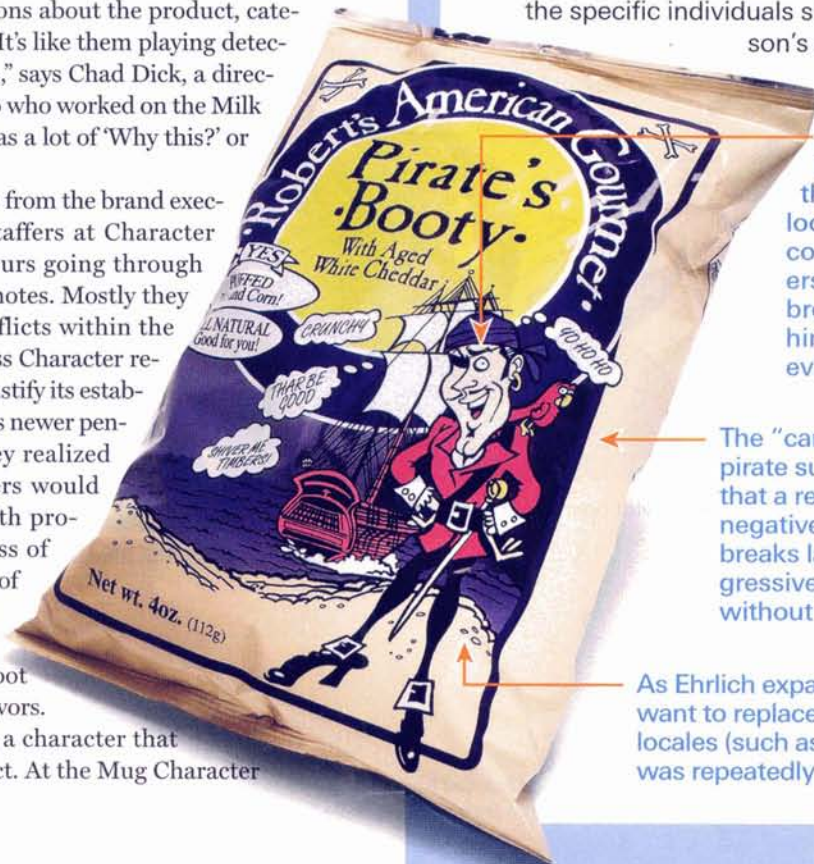 ons about the product, cate-
It's like them playing detec-
," says Chad Dick, a direc-
who worked on the Milk
as a lot of 'Why this?' or
from the brand exec-
taffers at Character
urs going through
notes. Mostly they
flicts within the
ss Character re-
stify its estab-
s newer pen-
ey realized
ers would
th pro-
ss of
of
oot
vors.
a character that
ct. At the Mug Character
Robert's American Gourmet
Pirate's
Booty
With Aged
White Cheddar
YES
Corn!
NATURAL
Good for you!
CRUNCHY
YO HO HO
THAR BE
GOOD
SHIVER ME
TIMBERS!
Net wt. 4oz. (112g)
the specific individuals s
son's
th
loc
co
ers
bre
hin
ev
The "car
pirate su
that a re
negative
breaks la
gressive
without
As Ehrlich expa
want to replace
locales (such as
was repeatedly